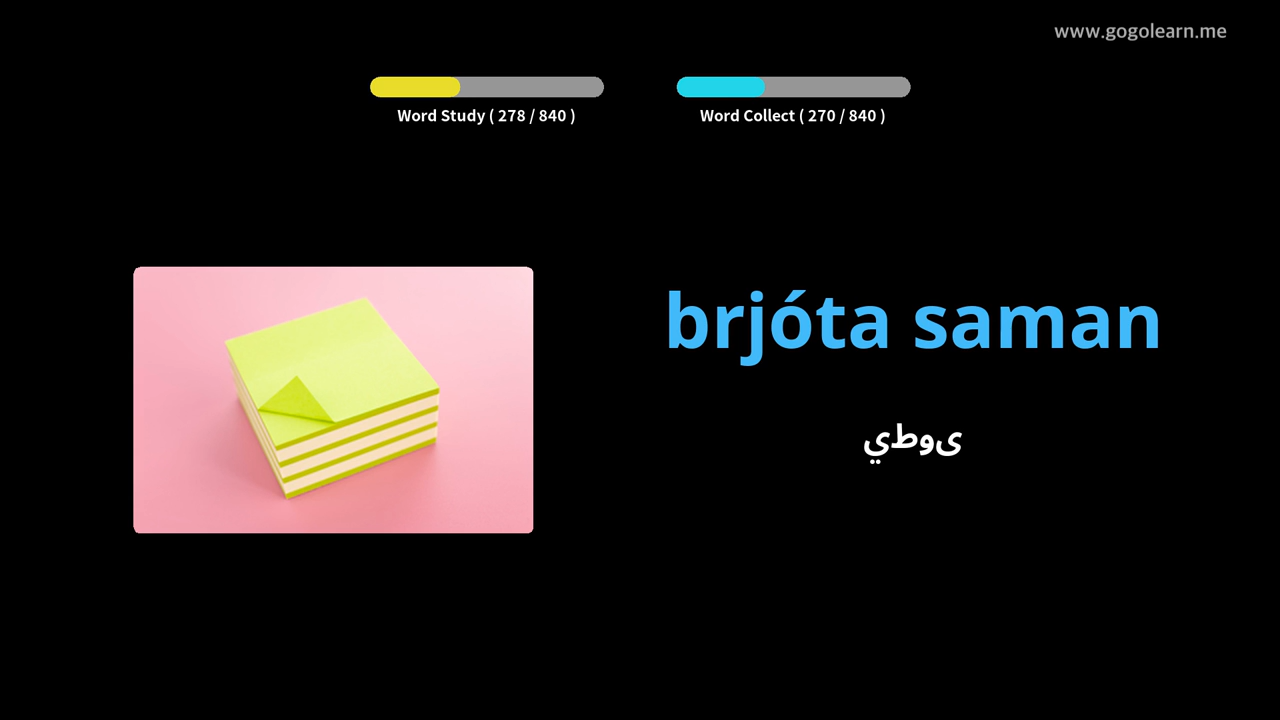 www.gogolearn.me
Word Study ( 278 / 840 )
Word Collect ( 270 / 840 )
brjóta saman
ىوطي